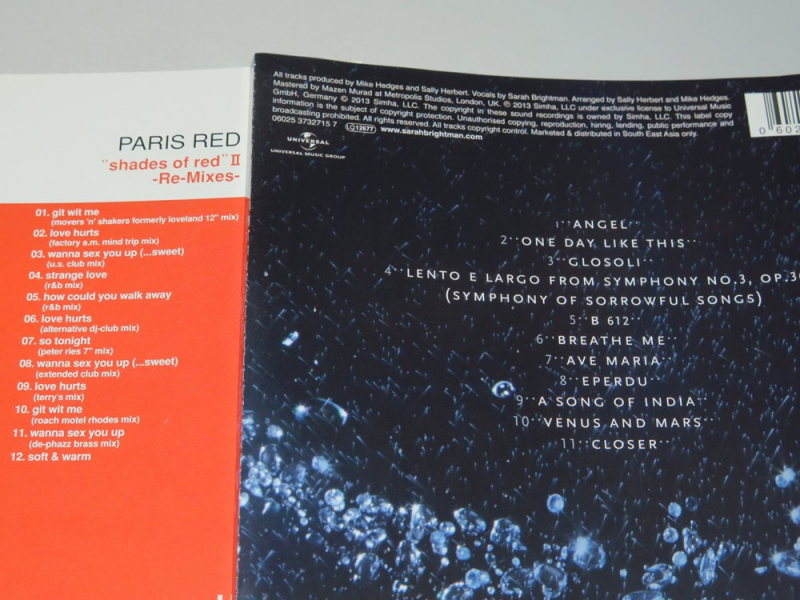 PARIS RED
"shades of red" II
-Re-Mixes-
01. git wit me
(movers 'n' shakers formerly loveland 12" mix)
02. love hurts
(factory a.m. mind trip mix)
03. wanna sex you up (...sweet)
(u.s. club mix)
04. strange love
(r&b mix)
05. how could you walk away
(r&b mix)
06. love hurts
(alternative dj-club mix)
07. so tonight
(peter ries 7" mix)
08. wanna sex you up (...sweet)
(extended club mix)
09. love hurts
(terry's mix)
10. git wit me
(roach motel rhodes mix)
11. wanna sex you up
(de-phazz brass mix)
12. soft & warm
All tracks produced by Mike Hedges and Sally Herbert. Vocals by Sarah Brightman. Arranged by Sally Herbert and Mike Hedges.
Mastered by Mazen Murad at Metropolis Studios, London, UK. ℗ 2013 Simha, LLC under exclusive license to Universal Music
GmbH, Germany © 2013 Simha, LLC. The copyright in these sound recordings is owned by Simha, LLC. This label copy
information is the subject of copyright protection. Unauthorised copying, reproduction, hiring, lending, public performance and
broadcasting prohibited. All rights reserved. All tracks copyright control. Marketed & distributed in South East Asia only.
06025 3732715 7 LC 12677 www.sarahbrightman.com
UNIVERSAL
UNIVERSAL MUSIC GROUP
0 602
1 ANGEL
2 ONE DAY LIKE THIS
3 GLOSOLI
4 LENTO E LARGO FROM SYMPHONY NO.3, OP.36
(SYMPHONY OF SORROWFUL SONGS)
5 B 612
6 BREATHE ME
7 AVE MARIA
8 EPERDU
9 A SONG OF INDIA
10 VENUS AND MARS
11 CLOSER